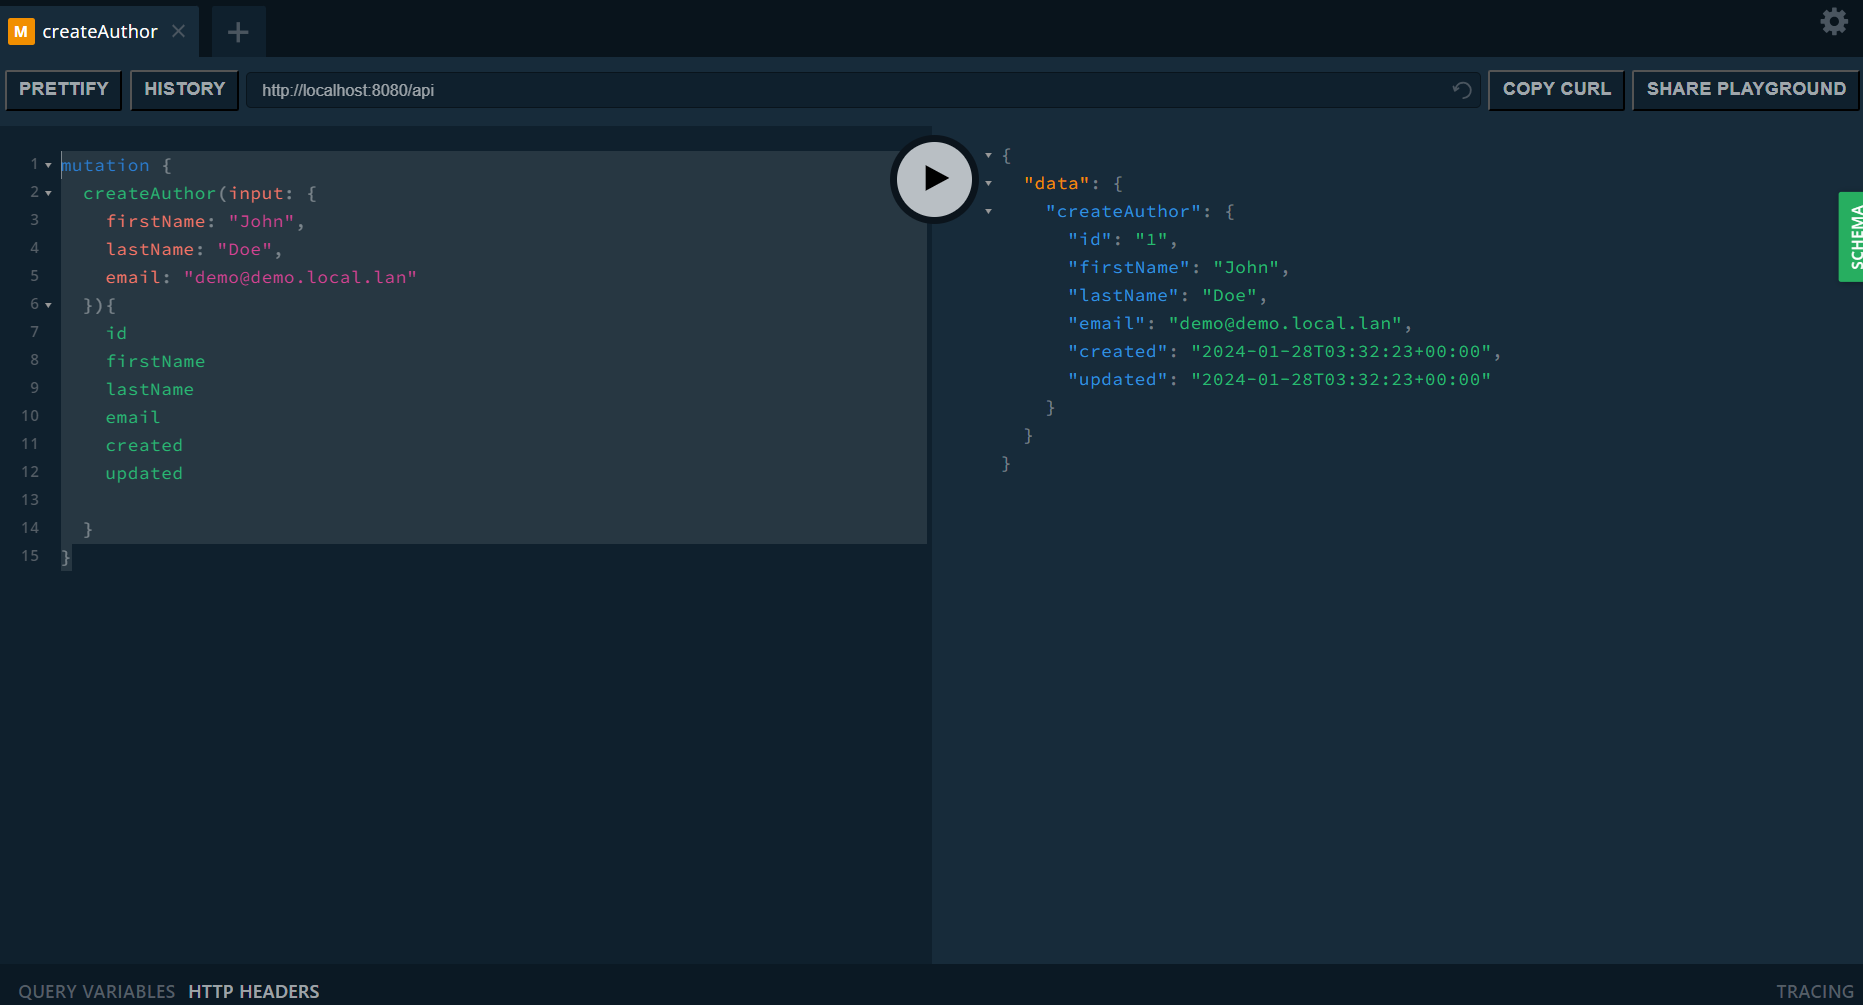 M createAuthor
PRETTIFY HISTORY http://localhost:8080/api COPY CURL SHARE PLAYGROUND
1 mutation {
2 createAuthor(input: {
3 firstName: "John",
4 lastName: "Doe",
5 email: "demo@demo.local.lan"
6 }){
7 id
8 firstName
9 lastName
10 email
11 created
12 updated
13
14 }
15 }
{
"data": {
"createAuthor": {
"id": "1",
"firstName": "John",
"lastName": "Doe",
"email": "demo@demo.local.lan",
"created": "2024-01-28T03:32:23+00:00",
"updated": "2024-01-28T03:32:23+00:00"
}
}
}
SCHEMA
QUERY VARIABLES HTTP HEADERS
TRACING